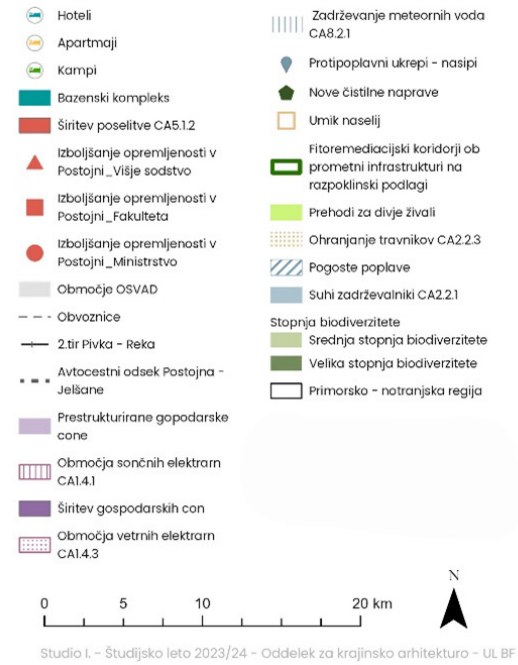 Hoteli
Apartmaji
Kampi
Bazenski kompleks
Širitev poselitve CA5.1.2
Izboljšanje opremljenosti v
Postojni_Višje sodstvo
Izboljšanje opremljenosti v
Postojni_Fakulteta
Izboljšanje opremljenosti v
Postojni_Ministrstvo
Območje OSVAD
Obvoznice
2.tir Pivka - Reka
Avtocestni odsek Postojna -
Jelšane
Prestrukturirane gopodarske
cone
Območja sončnih elektrarn
CA1.4.1
Širitev gospodarskih con
Območja vetrnih elektrarn
CA1.4.3
Zadrževanje meteornih voda
CA8.2.1
Protipoplavni ukrepi - nasipi
Nove čistilne naprave
Umik naselij
Fitoremediacijski koridorji ob
prometni infrastrukturi na
razpoklinski podlagi
Prehodi za divje živali
Ohranjanje travnikov CA2.2.3
Pogoste poplave
Suhi zadrževalniki CA2.2.1
Stopnja biodiverzitete
Srednja stopnja biodiverzitete
Velika stopnja biodiverzitete
Primorsko - notranjska regija
N
0 5 10 20 km
Studio I. - Študijsko leto 2023/24 - Oddelek za krajinsko arhitekturo - UL BF